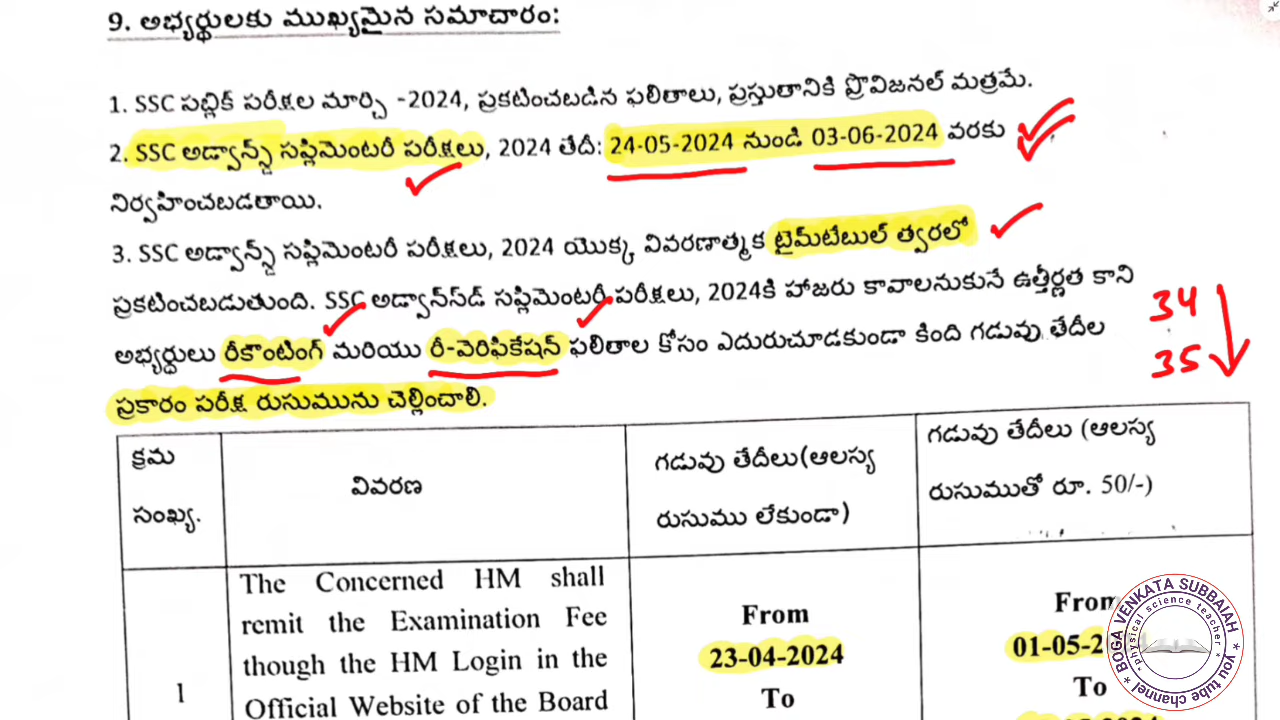 9. అభ్యర్థులకు ముఖ్యమైన సమాచారం:
1. SSC పబ్లిక్ పరీక్షల మార్చి -2024, ప్రకటించబడిన ఫలితాలు, ప్రస్తుతానికి ప్రొవిజనల్ మత్రమే.
2. SSC అడ్వాన్స్డ్ సప్లిమెంటరీ పరీక్షలు, 2024 తేదీ: 24-05-2024 నుండి 03-06-2024 వరకు
నిర్వహించబడతాయి.
3. SSC అడ్వాన్స్డ్ సప్లిమెంటరీ పరీక్షలు, 2024 యొక్క వివరణాత్మక టైమ్‌టేబుల్ త్వరలో
ప్రకటించబడుతుంది. SSC అడ్వాన్స్‌డ్ సప్లిమెంటరీ పరీక్షలు, 2024కి హాజరు కావాలనుకునే ఉత్తీర్ణత కాని
34
అభ్యర్థులు రీకౌంటింగ్ మరియు రీ-వెరిఫికేషన్ ఫలితాల కోసం ఎదురుచూడకుండా కింది గడువు తేదీల
35
ప్రకారం పరీక్ష రుసుమును చెల్లించాలి.
క్రమ
సంఖ్య.
వివరణ
గడువు తేదీలు(ఆలస్య
రుసుము లేకుండా)
గడువు తేదీలు (ఆలస్య
రుసుముతో రూ. 50/-)
1
The Concerned HM shall
remit the Examination Fee
though the HM Login in the
Official Website of the Board
From
23-04-2024
To
From
01-05-2
To
* BOGA VENKATA SUBBAIAH * you tube channel
*physical science teacher*